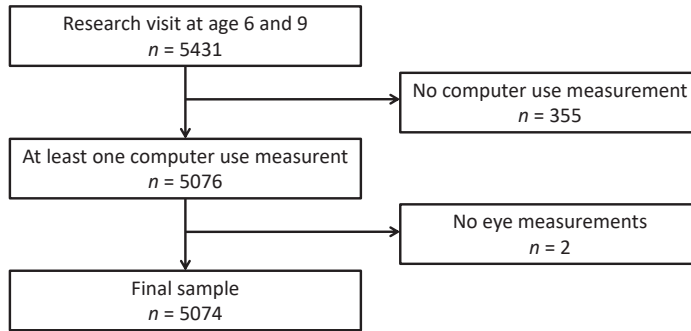 Research visit at age 6 and 9
n = 5431
No computer use measurement
n = 355
At least one computer use measurent
n = 5076
No eye measurements
n = 2
Final sample
n = 5074